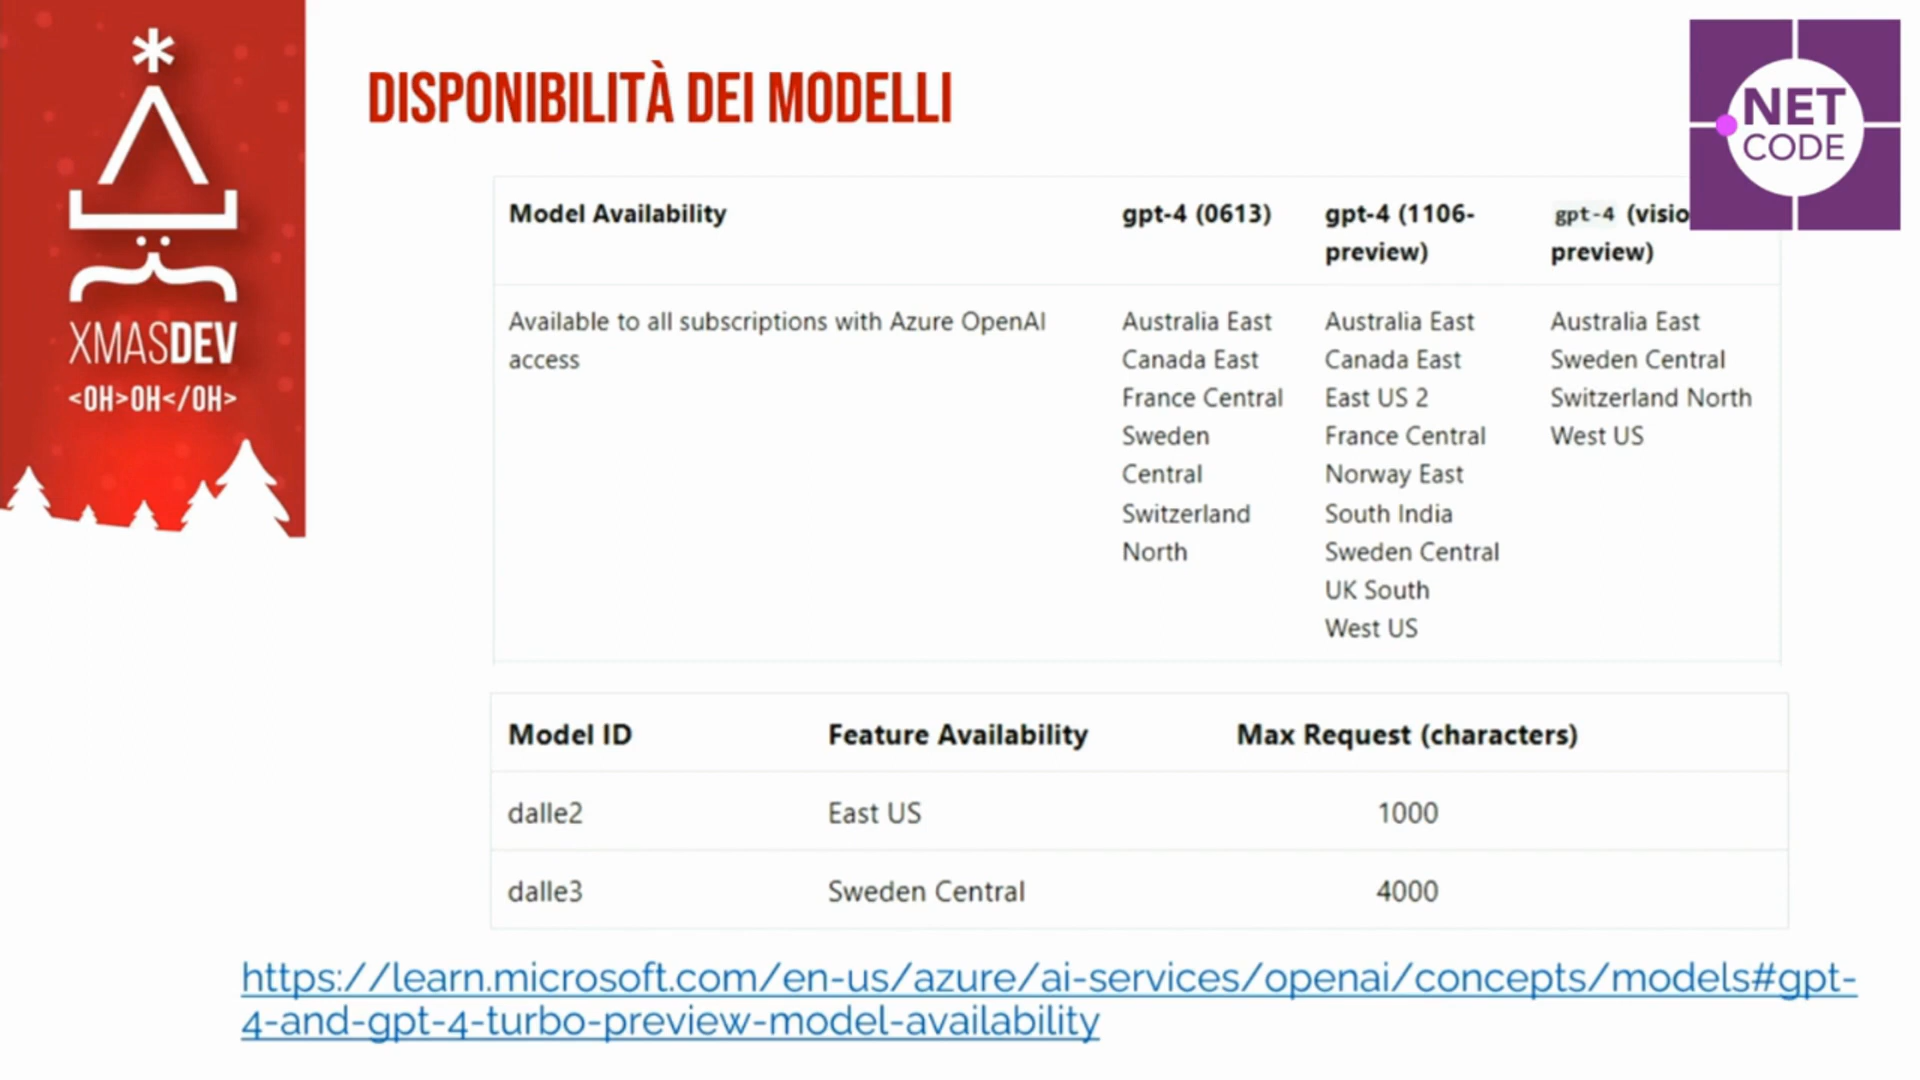 DISPONIBILITÀ DEI MODELLI
NET
CODE
XMASDEV
<OH>OH</OH>
Model Availability
gpt-4 (0613)
gpt-4 (1106-
preview)
gpt-4 (visio
preview)
Available to all subscriptions with Azure OpenAI
access
Australia East
Canada East
France Central
Sweden
Central
Switzerland
North
Australia East
Canada East
East US 2
France Central
Norway East
South India
Sweden Central
UK South
West US
Australia East
Sweden Central
Switzerland North
West US
Model ID Feature Availability Max Request (characters)
dalle2 East US 1000
dalle3 Sweden Central 4000
https://learn.microsoft.com/en-us/azure/ai-services/openai/concepts/models#gpt-
4-and-gpt-4-turbo-preview-model-availability